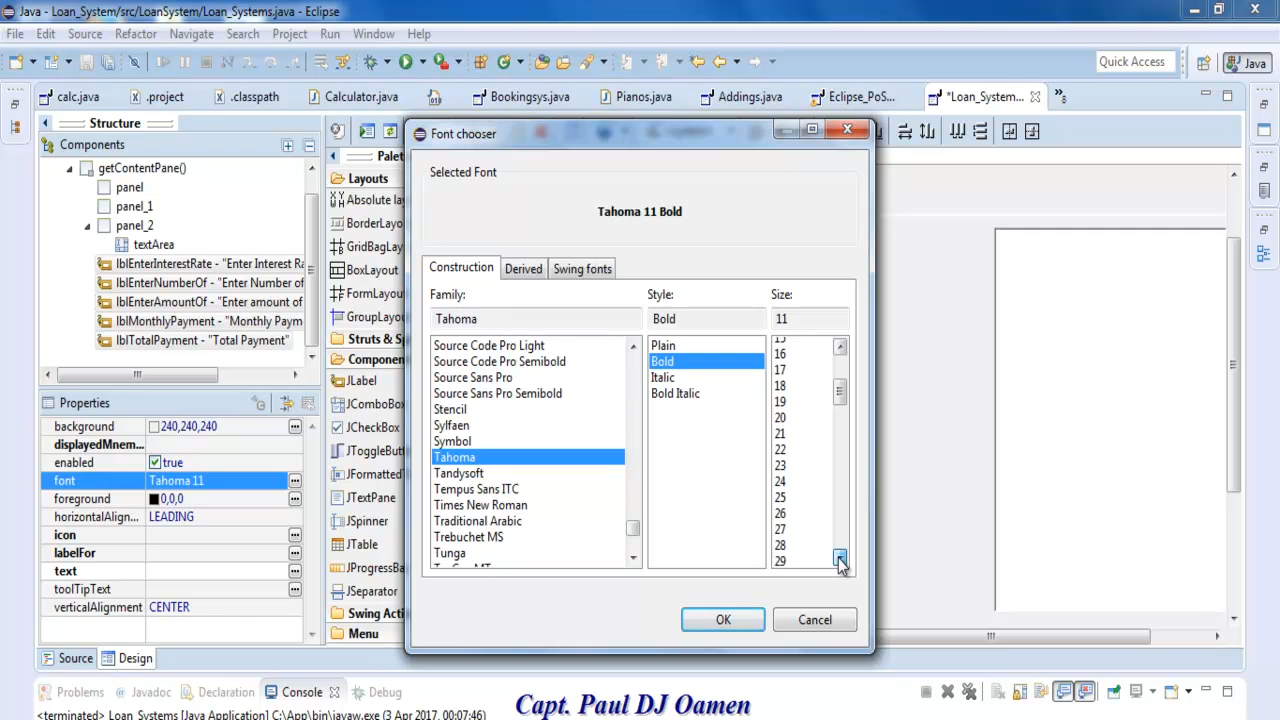 Java - Loan_System/src/LoanSystem/Loan_Systems.java - Eclipse
File Edit Source Refactor Navigate Search Project Run Window Help
Quick Access
Java
calc.java .project .classpath Calculator.java Bookingsys.java Pianos.java Addings.java Eclipse_PoS... *Loan_System... 8
Structure
Components
getContentPane()
panel
panel_1
panel_2
textArea
lblEnterInterestRate - "Enter Interest Ra
lblEnterNumberOf - "Enter Number of
lblEnterAmountOf - "Enter amount of
lblMonthlyPayment - "Monthly Paym
lblTotalPayment - "Total Payment"
Properties
background 240,240,240
displayedMnem...
enabled true
font Tahoma 11
foreground 0,0,0
horizontalAlign... LEADING
icon
labelFor
text
toolTipText
verticalAlignment CENTER
Source Design
Palet
Layouts
Absolute lay
BorderLayo
GridBagLay
BoxLayout
FormLayou
GroupLayou
Struts & Sp
Componen
JLabel
JComboBox
JCheckBox
JToggleButt
JFormatted
JTextPane
JSpinner
JTable
JProgressBa
JSeparator
Swing Acti
Menu
Font chooser
Selected Font
Tahoma 11 Bold
Construction Derived Swing fonts
Family: Style: Size:
Tahoma Bold 11
Source Code Pro Light
Source Code Pro Semibold
Source Sans Pro
Source Sans Pro Semibold
Stencil
Sylfaen
Symbol
Tahoma
Tandysoft
Tempus Sans ITC
Times New Roman
Traditional Arabic
Trebuchet MS
Tunga
Plain
Bold
Italic
Bold Italic
15
16
17
18
19
20
21
22
23
24
25
26
27
28
29
OK Cancel
Problems Javadoc Declaration Console Debug
<terminated> Loan_Systems [Java Application] C:\App\bin\javaw.exe (3 Apr 2017, 00:07:46)
Capt. Paul DJ Oamen